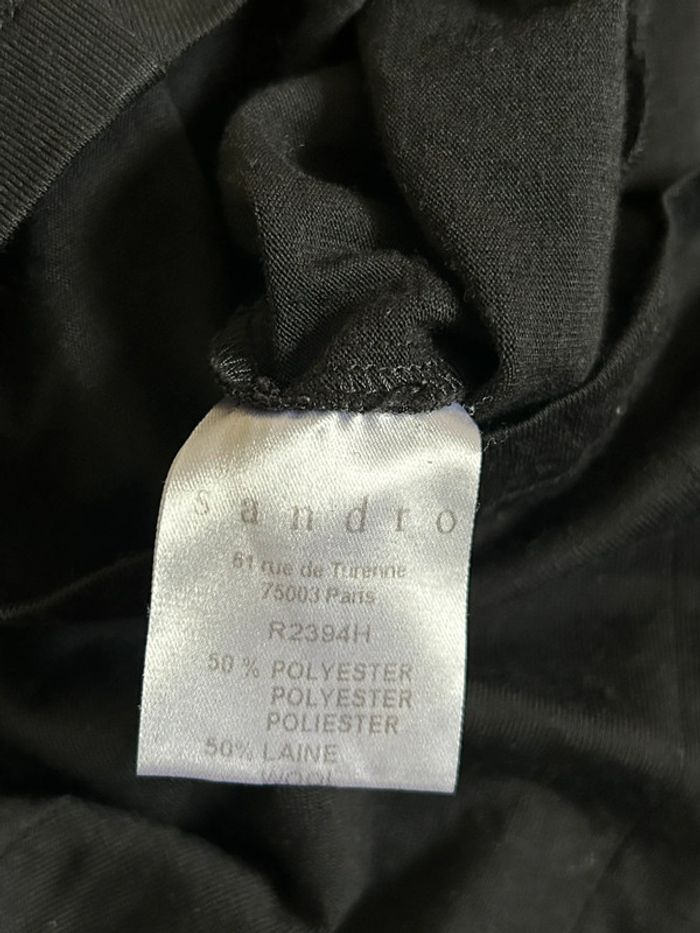 sandro
61 rue de Turenne
75003 Paris
R2394H
50 % POLYESTER
POLYESTER
POLIESTER
50% LAINE
WOOL